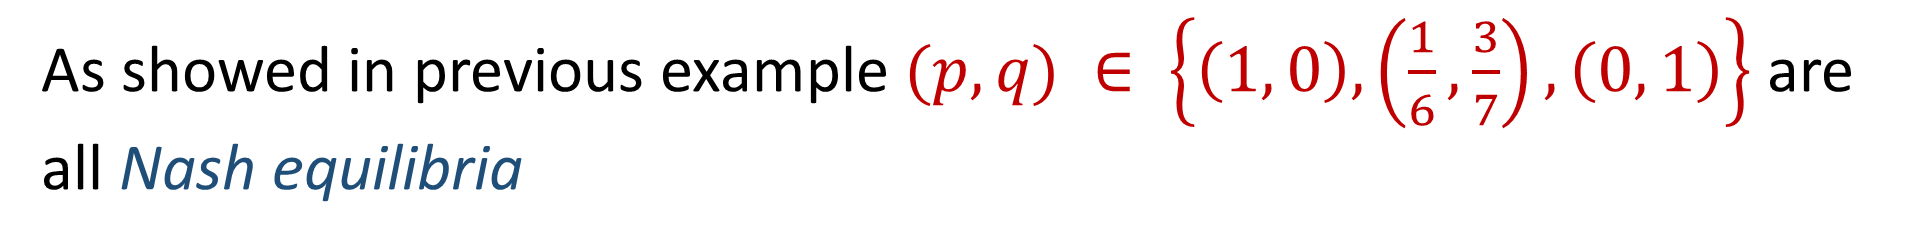 As showed in previous example (p, q) ∈ {(1, 0), (1/6, 3/7), (0, 1)} are
all Nash equilibria